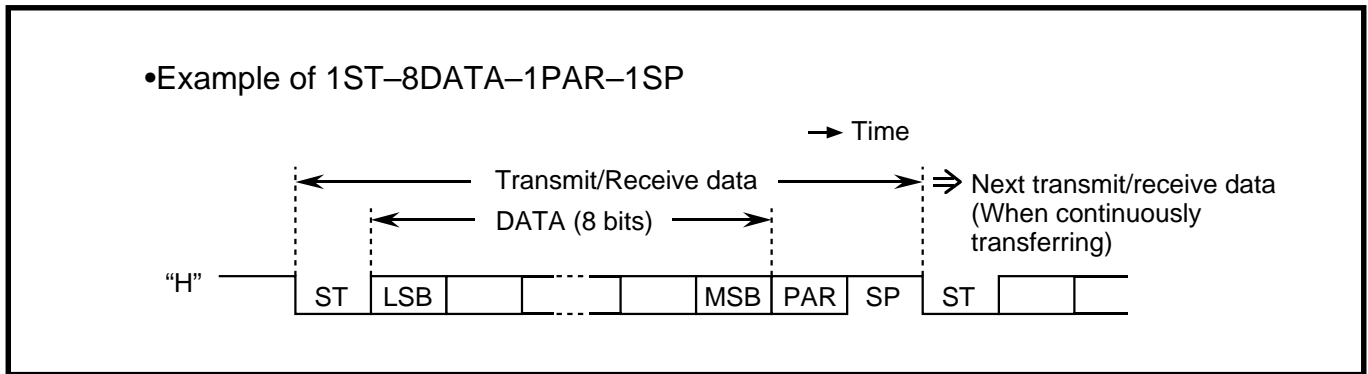 •Example of 1ST–8DATA–1PAR–1SP
→ Time
Transmit/Receive data
⇒ Next transmit/receive data
(When continuously
transferring)
DATA (8 bits)
“H”
ST LSB MSB PAR SP ST